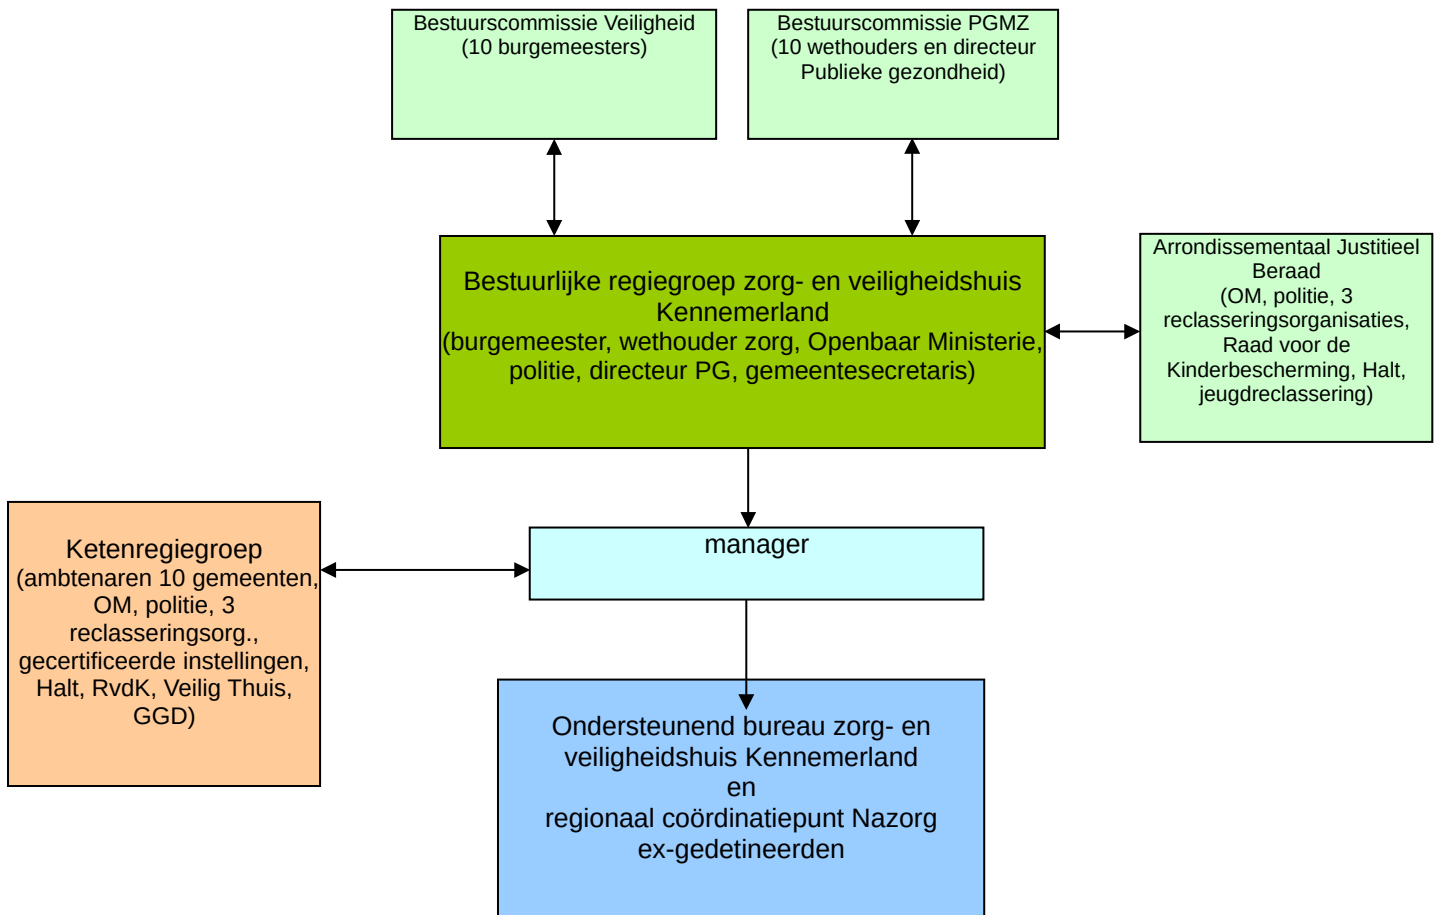 Bestuurscommissie Veiligheid
(10 burgemeesters)
Bestuurscommissie PGMZ
(10 wethouders en directeur
Publieke gezondheid)
Bestuurlijke regiegroep zorg- en veiligheidshuis
Kennemerland
(burgemeester, wethouder zorg, Openbaar Ministerie,
politie, directeur PG, gemeentesecretaris)
Arrondissementaal Justitieel
Beraad
(OM, politie, 3
reclasseringsorganisaties,
Raad voor de
Kinderbescherming, Halt,
jeugdreclassering)
Ketenregiegroep
(ambtenaren 10 gemeenten,
OM, politie, 3
reclasseringsorg.,
gecertificeerde instellingen,
Halt, RvdK, Veilig Thuis,
GGD)
manager
Ondersteunend bureau zorg- en
veiligheidshuis Kennemerland
en
regionaal coördinatiepunt Nazorg
ex-gedetineerden